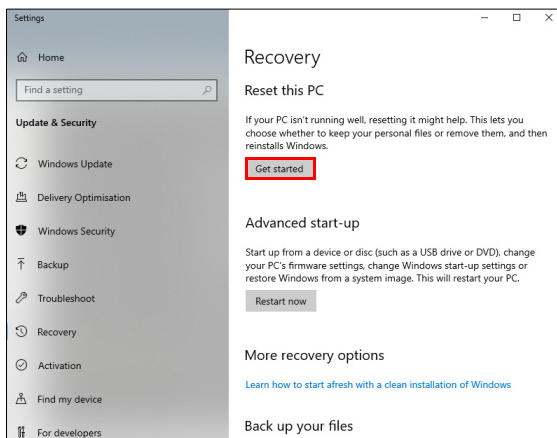 Settings
Home
Find a setting
Update & Security
Windows Update
Delivery Optimisation
Windows Security
Backup
Troubleshoot
Recovery
Activation
Find my device
For developers
Recovery
Reset this PC
If your PC isn't running well, resetting it might help. This lets you
choose whether to keep your personal files or remove them, and then
reinstalls Windows.
Get started
Advanced start-up
Start up from a device or disc (such as a USB drive or DVD), change
your PC's firmware settings, change Windows start-up settings or
restore Windows from a system image. This will restart your PC.
Restart now
More recovery options
Learn how to start afresh with a clean installation of Windows
Back up your files